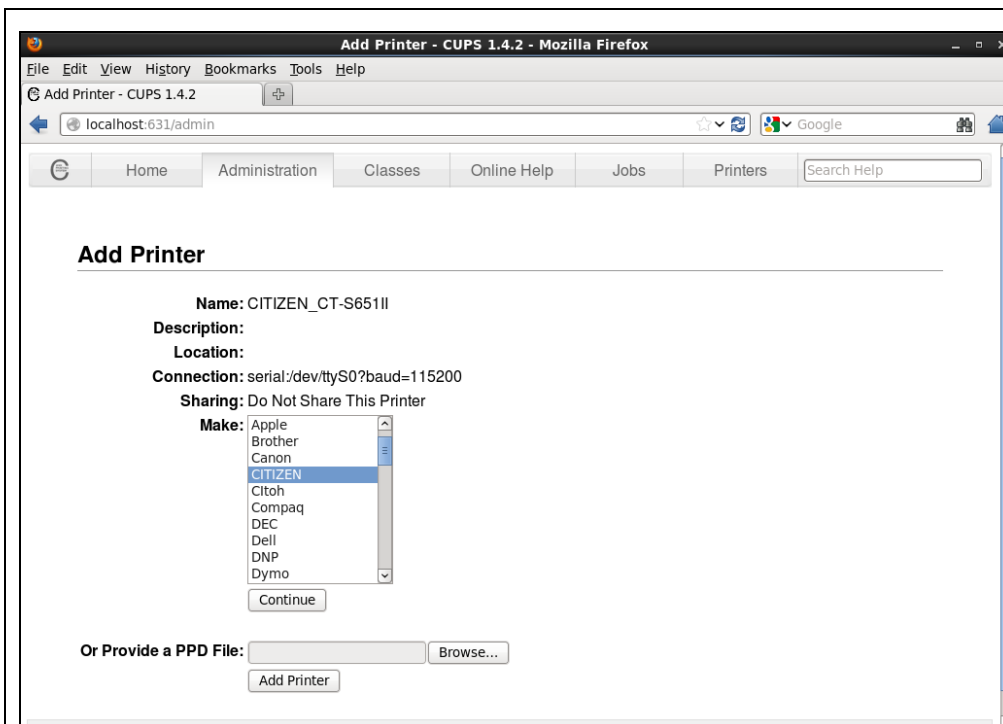 Add Printer - CUPS 1.4.2 - Mozilla Firefox
File Edit View History Bookmarks Tools Help
Add Printer - CUPS 1.4.2
localhost:631/admin
Google
Home Administration Classes Online Help Jobs Printers Search Help
Add Printer
Name: CITIZEN_CT-S651II
Description:
Location:
Connection: serial:/dev/ttyS0?baud=115200
Sharing: Do Not Share This Printer
Make: Apple
Brother
Canon
CITIZEN
CItoh
Compaq
DEC
Dell
DNP
Dymo
Continue
Or Provide a PPD File: Browse...
Add Printer